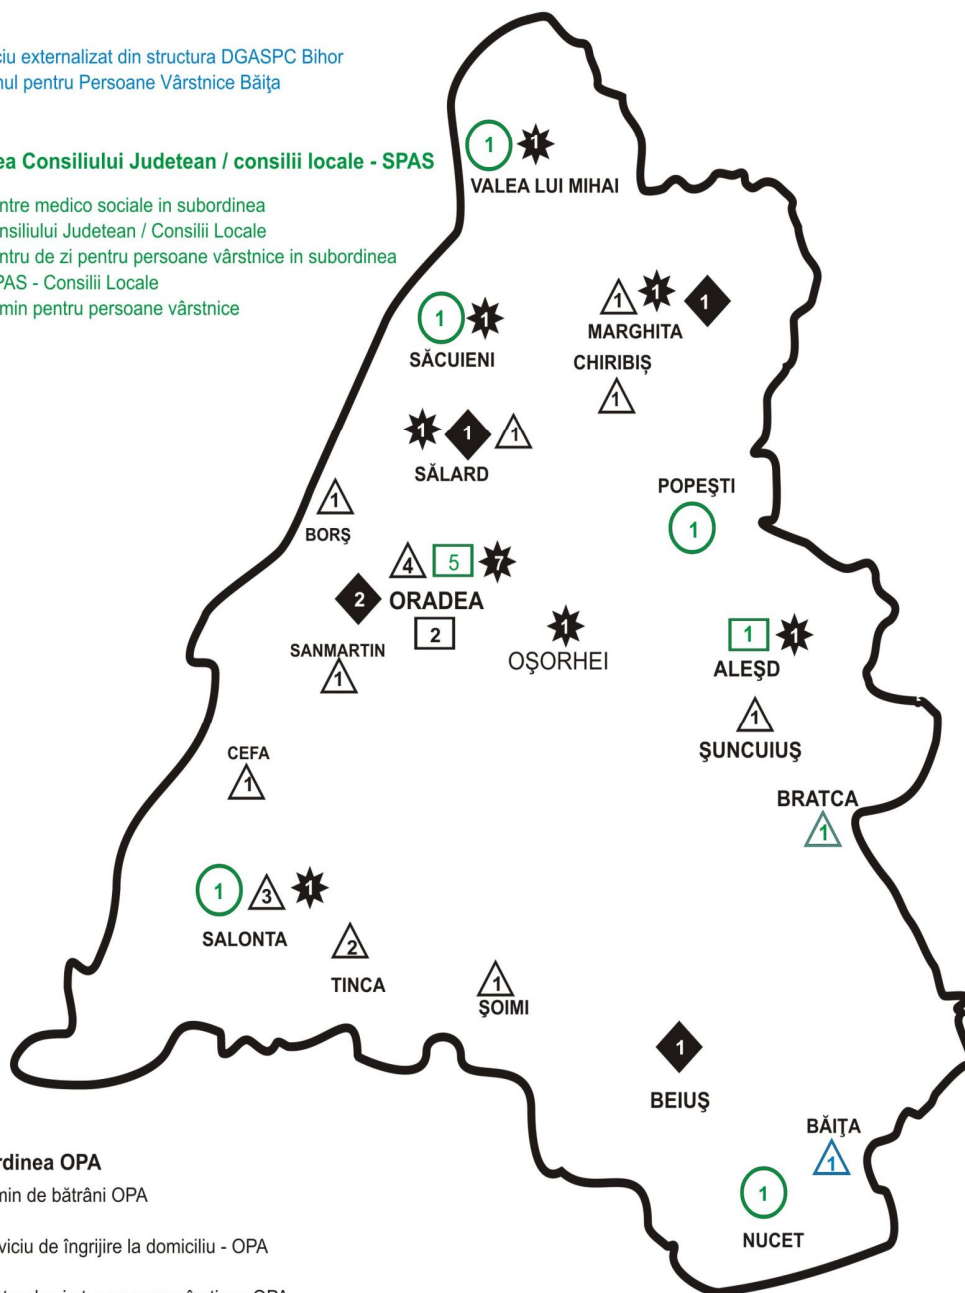 ciu externalizat din structura DGASPC Bihor
nul pentru Persoane Vârstnice Băiţa
ea Consiliului Judetean / consilii locale - SPAS
ntre medico sociale in subordinea
nsiliului Judetean / Consilii Locale
ntru de zi pentru persoane vârstnice in subordinea
PAS - Consilii Locale
min pentru persoane vârstnice
1 1
VALEA LUI MIHAI
1 1 1
MARGHITA
1 1
SĂCUIENI
CHIRIBIŞ
1
1 1 1
SĂLARD
POPEŞTI
1
1
BORŞ
4 5 7
2 ORADEA
2
1
OŞORHEI
1 1
ALEŞD
SANMARTIN
1
1
ŞUNCUIUŞ
CEFA
1
BRATCA
1
1 3 1
SALONTA
2
TINCA
1
ŞOIMI
1
BEIUŞ
BĂIŢA
1
1
NUCET
rdinea OPA
min de bătrâni OPA
viciu de îngrijire la domiciliu - OPA